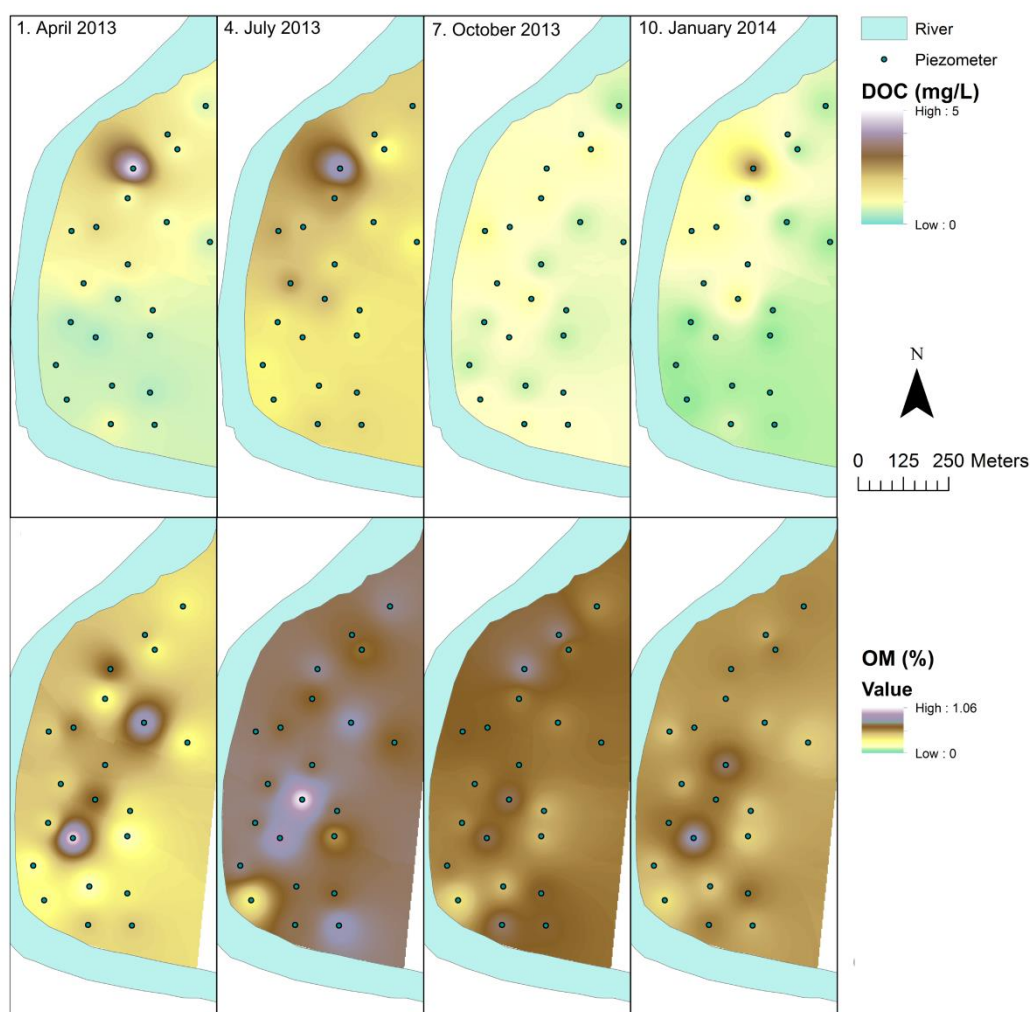 1. April 2013
4. July 2013
7. October 2013
10. January 2014
River
Piezometer
DOC (mg/L)
High : 5
Low : 0
N
0 125 250 Meters
OM (%)
Value
High : 1.06
Low : 0